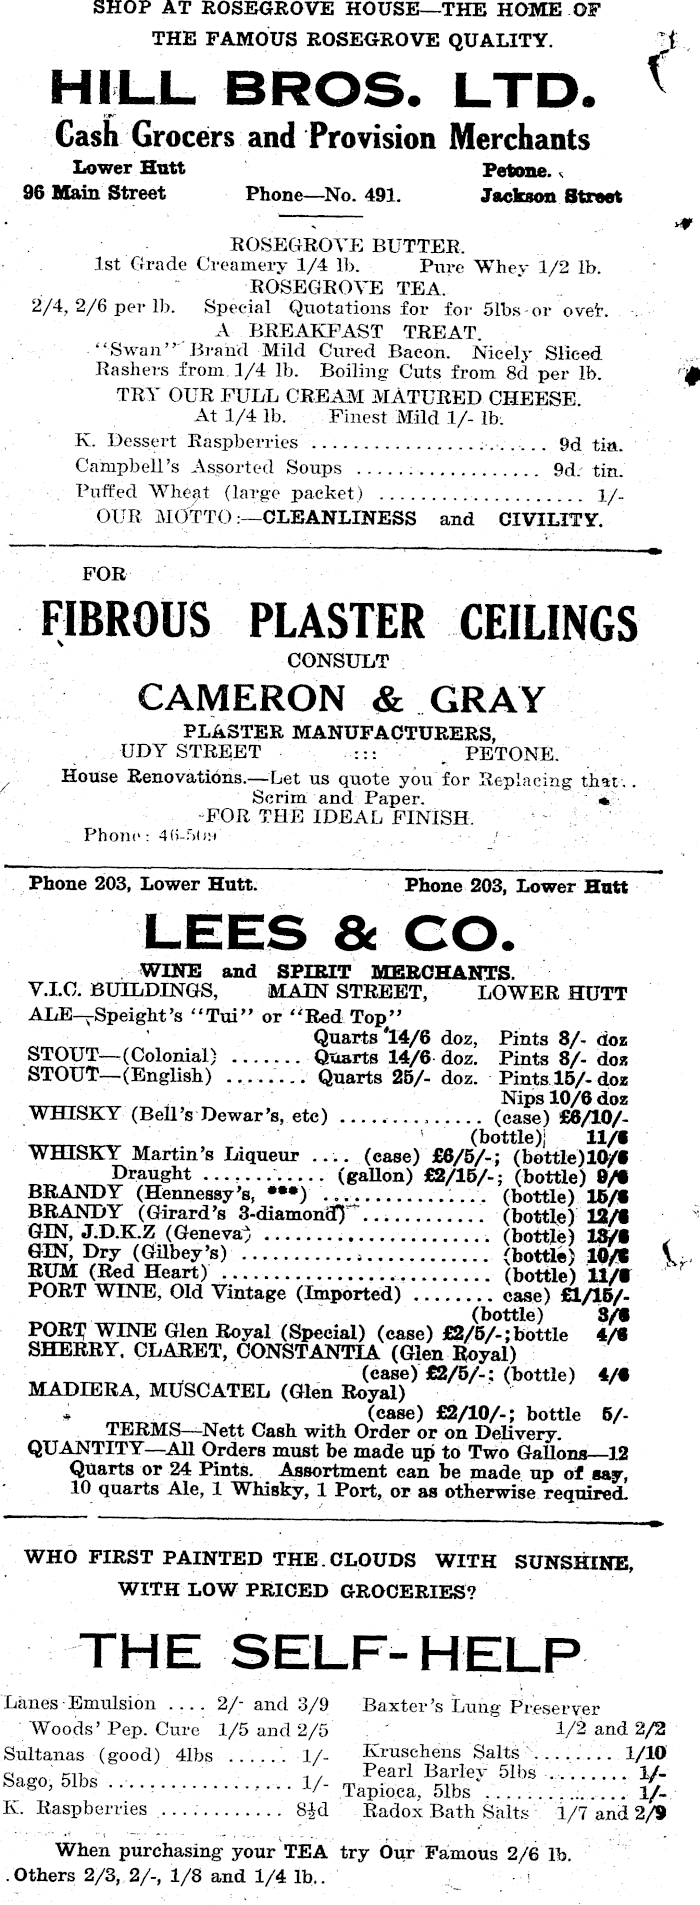 SHOP AT ROSEGROVE HOUSE—THE HOME OF
THE FAMOUS ROSEGROVE QUALITY.
HILL BROS. LTD.
Cash Grocers and Provision Merchants
Lower Hutt Petone.
96 Main Street Phone—No. 491. Jackson Street
ROSEGROVE BUTTER.
1st Grade Creamery 1/4 lb. Pure Whey 1/2 lb.
ROSEGROVE TEA.
2/4, 2/6 per lb. Special Quotations for for 5lbs or over.
A BREAKFAST TREAT.
"Swan" Brand Mild Cured Bacon. Nicely Sliced
Rashers from 1/4 lb. Boiling Cuts from 8d per lb.
TRY OUR FULL CREAM MATURED CHEESE.
At 1/4 lb. Finest Mild 1/- lb.
K. Dessert Raspberries ........................ 9d tin.
Campbell's Assorted Soups .................. 9d. tin.
Puffed Wheat (large packet) .................... 1/-
OUR MOTTO:—CLEANLINESS and CIVILITY.
FOR
FIBROUS PLASTER CEILINGS
CONSULT
CAMERON & GRAY
PLASTER MANUFACTURERS,
UDY STREET ::: PETONE.
House Renovations.—Let us quote you for Replacing that..
Scrim and Paper.
FOR THE IDEAL FINISH.
Phone: 46-509
Phone 203, Lower Hutt. Phone 203, Lower Hutt
LEES & CO.
WINE and SPIRIT MERCHANTS.
V.I.C. BUILDINGS, MAIN STREET, LOWER HUTT
ALE—Speight's "Tui" or "Red Top"
Quarts 14/6 doz, Pints 8/- doz
STOUT—(Colonial) ....... Quarts 14/6 doz. Pints 8/- doz
STOUT—(English) ........ Quarts 25/- doz. Pints 15/- doz
Nips 10/6 doz
WHISKY (Bell's Dewar's, etc) .............. (case) £6/10/-
(bottle) 11/6
WHISKY Martin's Liqueur .... (case) £6/5/-; (bottle)10/6
Draught ............ (gallon) £2/15/-; (bottle) 9/6
BRANDY (Hennessy's, ***) ................ (bottle) 15/6
BRANDY (Girard's 3-diamond) ............ (bottle) 12/6
GIN, J.D.K.Z (Geneva) ...................... (bottle) 13/6
GIN, Dry (Gilbey's) ........................ (bottle) 10/6
RUM (Red Heart) .......................... (bottle) 11/6
PORT WINE, Old Vintage (Imported) ........ case) £1/15/-
(bottle) 3/6
PORT WINE Glen Royal (Special) (case) £2/5/-;bottle 4/6
SHERRY. CLARET, CONSTANTIA (Glen Royal)
(case) £2/5/-: (bottle) 4/6
MADIERA, MUSCATEL (Glen Royal)
(case) £2/10/-; bottle 5/-
TERMS—Nett Cash with Order or on Delivery.
QUANTITY—All Orders must be made up to Two Gallons—12
Quarts or 24 Pints. Assortment can be made up of say,
10 quarts Ale, 1 Whisky, 1 Port, or as otherwise required.
WHO FIRST PAINTED THE CLOUDS WITH SUNSHINE,
WITH LOW PRICED GROCERIES?
THE SELF-HELP
Lanes Emulsion .... 2/- and 3/9
Woods' Pep. Cure 1/5 and 2/5
Sultanas (good) 4lbs ...... 1/-
Sago, 5lbs ................ 1/-
K. Raspberries ............ 8½d
Baxter's Lung Preserver
1/2 and 2/2
Kruschens Salts ........ 1/10
Pearl Barley 5lbs ........ 1/-
Tapioca, 5lbs ............. 1/-
Radox Bath Salts 1/7 and 2/9
When purchasing your TEA try Our Famous 2/6 lb.
Others 2/3, 2/-, 1/8 and 1/4 lb..